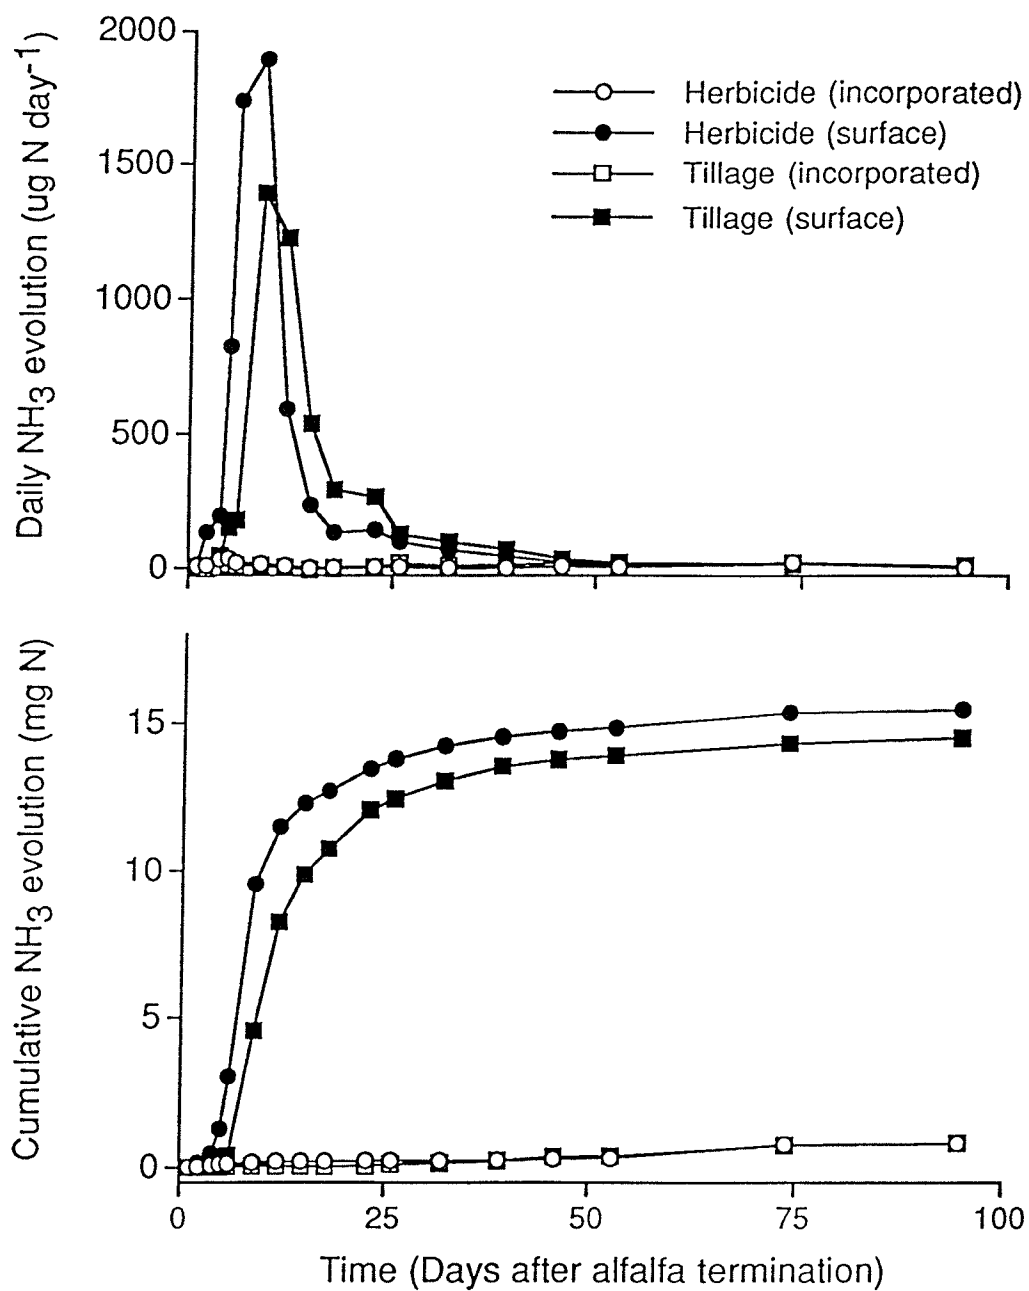 Daily NH3 evolution (ug N day-1)
2000
1500
1000
500
0
Herbicide (incorporated)
Herbicide (surface)
Tillage (incorporated)
Tillage (surface)
Cumulative NH3 evolution (mg N)
15
10
5
0
0 25 50 75 100
Time (Days after alfalfa termination)